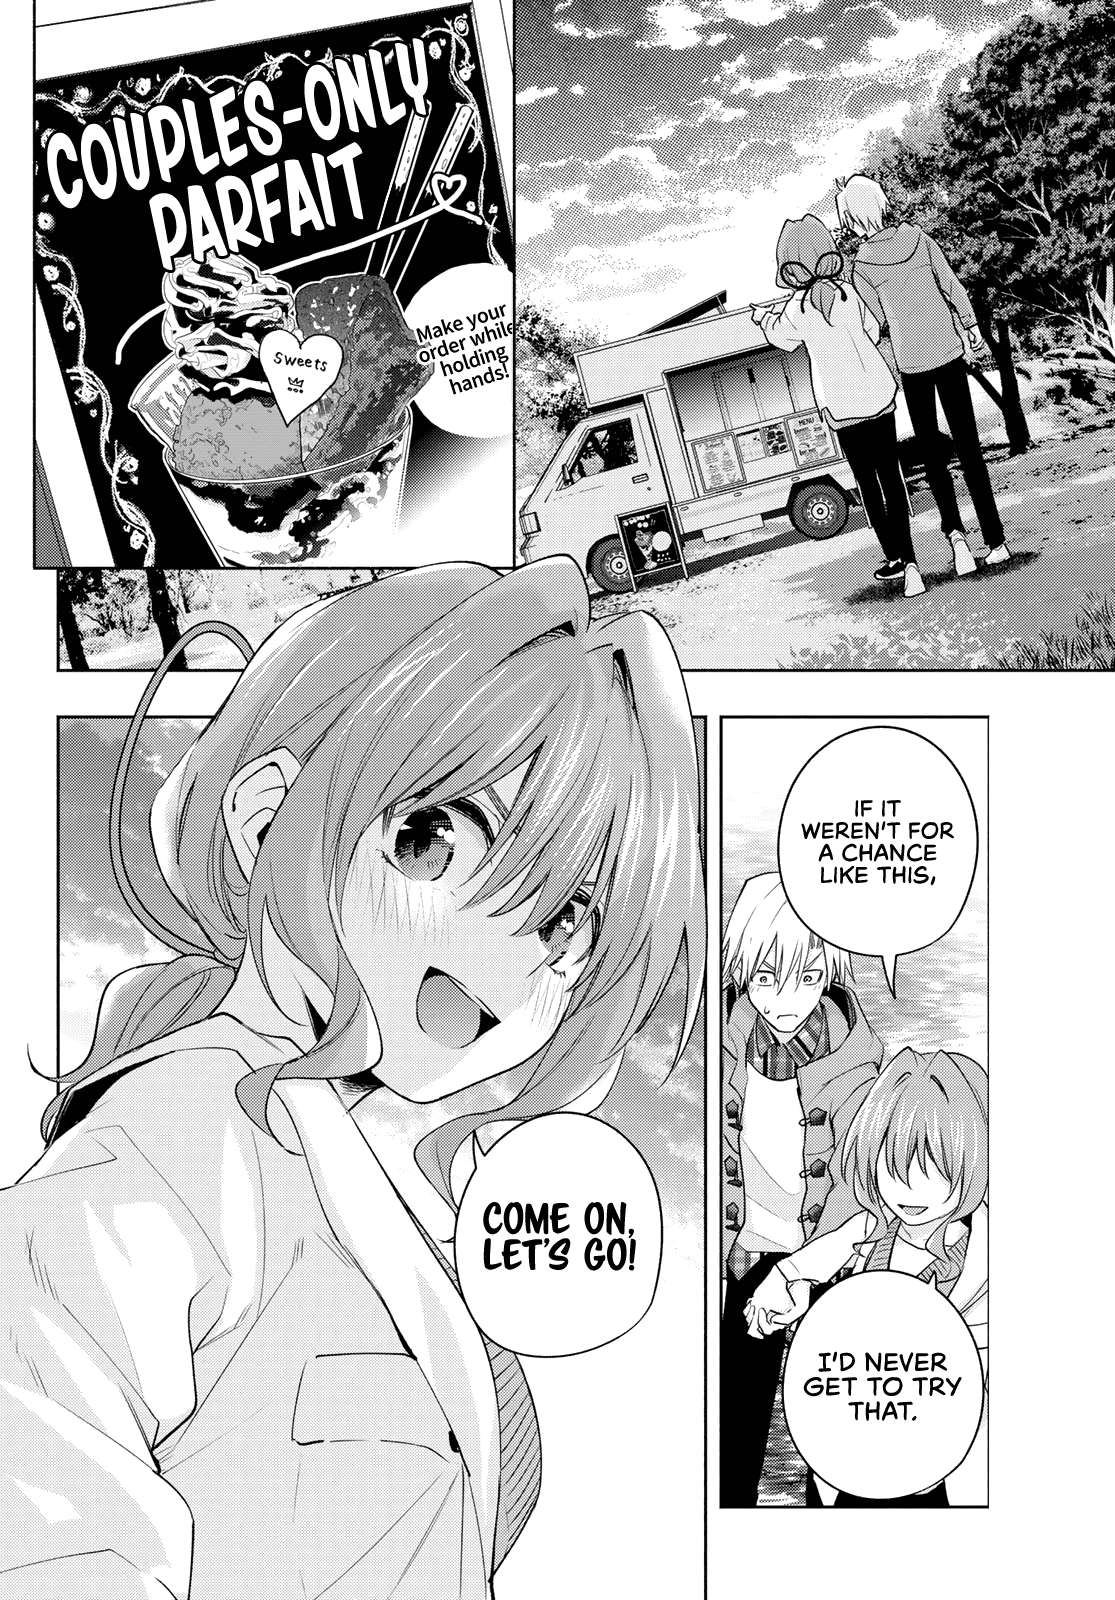 MENU
COUPLES-ONLY
PARFAIT
Sweets
Make your
order while
holding
hands!
IF IT
WEREN'T FOR
A CHANCE
LIKE THIS,
I'D NEVER
GET TO TRY
THAT.
COME ON,
LET'S GO!